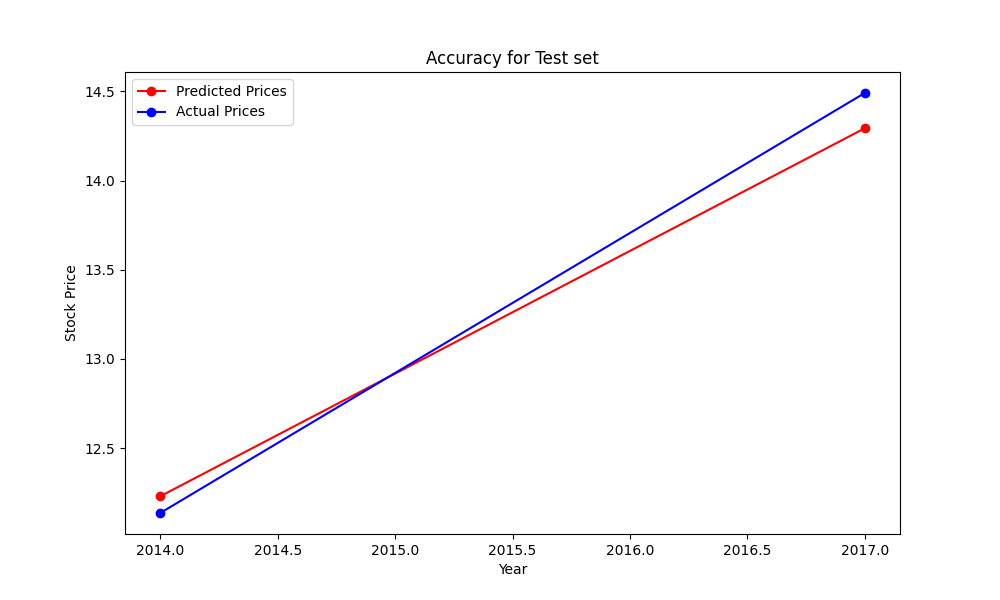 Accuracy for Test set
Predicted Prices
Actual Prices
14.5
14.0
13.5
13.0
12.5
Stock Price
2014.0 2014.5 2015.0 2015.5 2016.0 2016.5 2017.0
Year